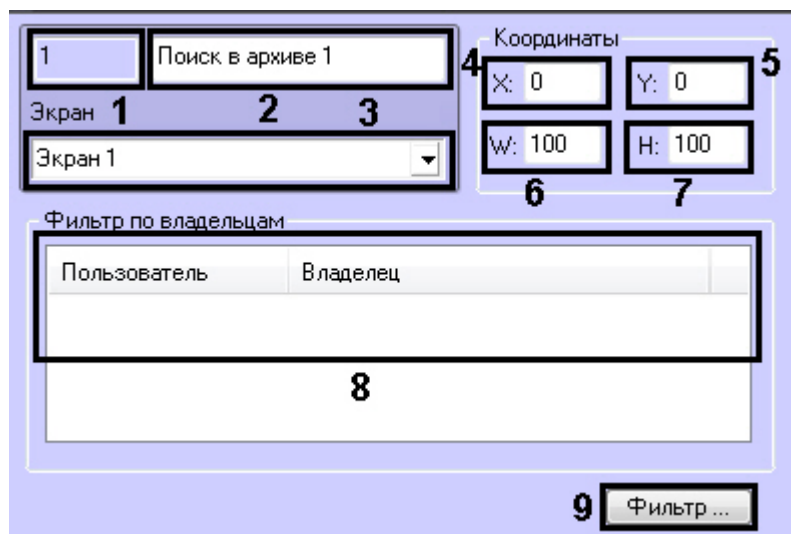 1 Поиск в архиве 1
Экран 1 2 3
Экран 1
Координаты
4 X: 0 Y: 0 5
W: 100 H: 100
6 7
Фильтр по владельцам
Пользователь Владелец
8
9 Фильтр ...